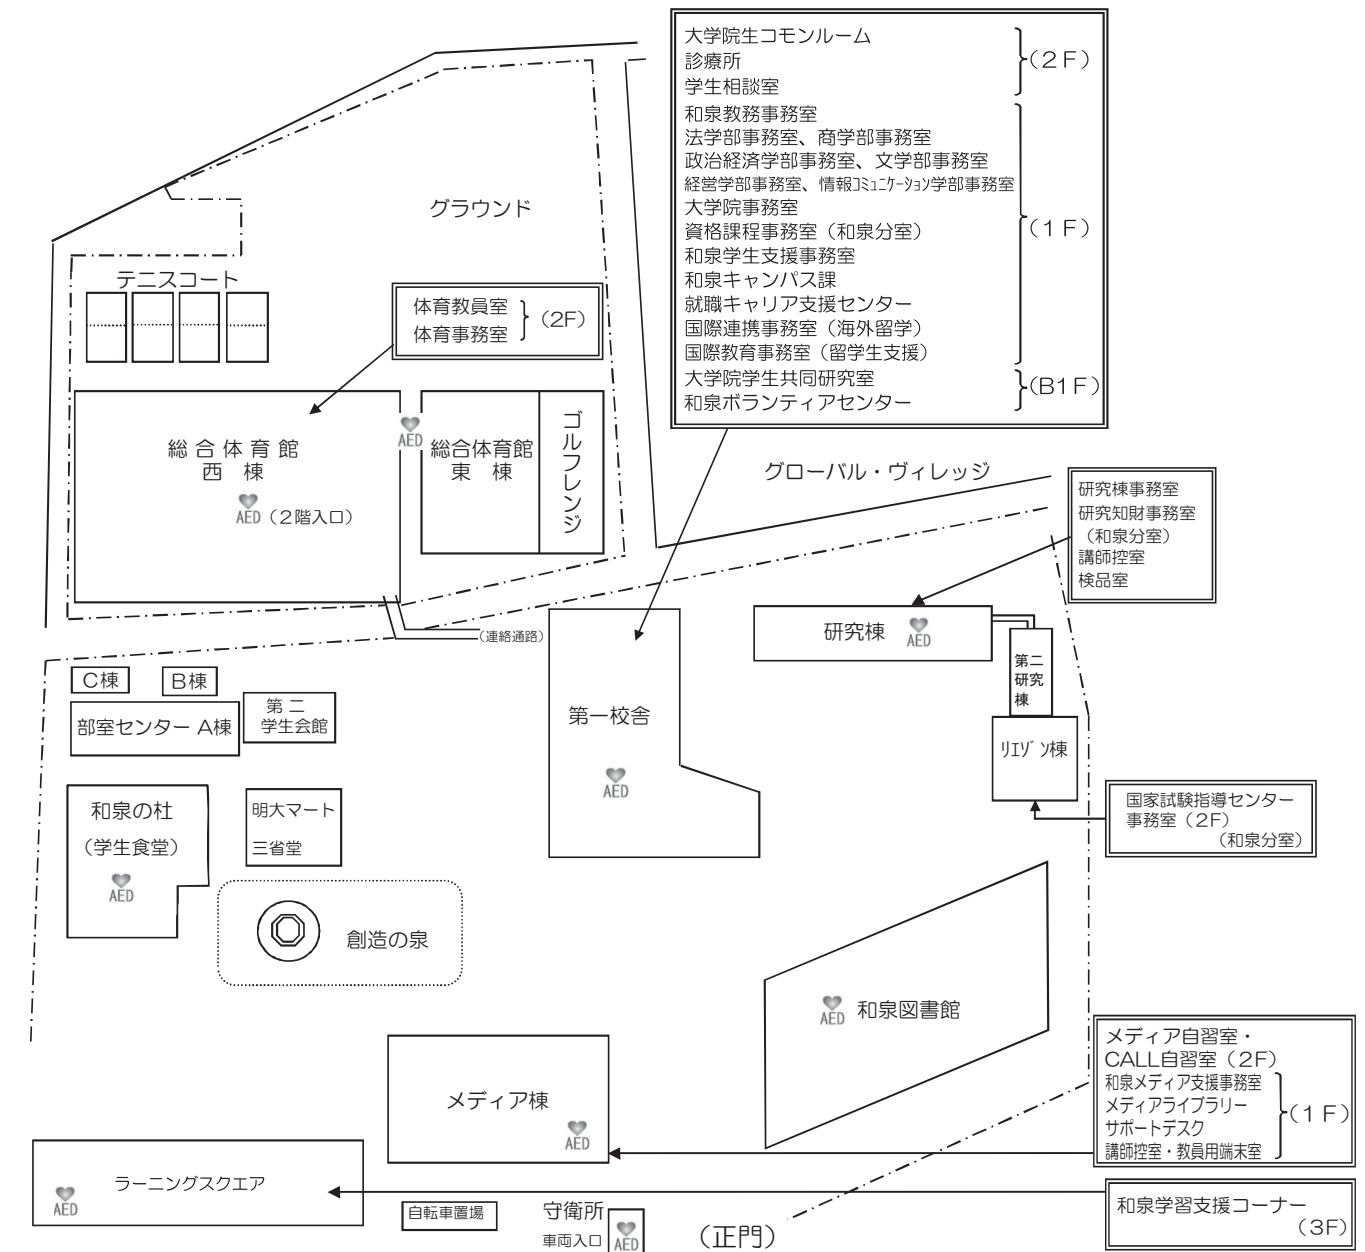 大学院生コモンルーム
診療所
学生相談室
(2F)
和泉教務事務室
法学部事務室、商学部事務室
政治経済学部事務室、文学部事務室
経営学部事務室、情報ｺﾐｭﾆｹｰｼｮﾝ学部事務室
大学院事務室
資格課程事務室（和泉分室）
和泉学生支援事務室
和泉キャンパス課
就職キャリア支援センター
国際連携事務室（海外留学）
国際教育事務室（留学生支援）
(1F)
大学院学生共同研究室
和泉ボランティアセンター
(B1F)
グラウンド
テニスコート
体育教員室
体育事務室
(2F)
総合体育館
西棟
AED（2階入口）
AED
総合体育館
東棟
ゴルフレンジ
グローバル・ヴィレッジ
研究棟事務室
研究知財事務室
（和泉分室）
講師控室
検品室
(連絡通路)
研究棟
AED
第二
研究
棟
リエゾン棟
C棟
B棟
部室センター A棟
第二
学生会館
第一校舎
AED
国家試験指導センター
事務室（2F）
（和泉分室）
和泉の杜
（学生食堂）
AED
明大マート
三省堂
創造の泉
AED 和泉図書館
メディア棟
AED
メディア自習室・
CALL自習室（2F）
和泉メディア支援事務室
メディアライブラリー
サポートデスク
講師控室・教員用端末室
(1F)
ラーニングスクエア
AED
和泉学習支援コーナー
（3F）
自転車置場
守衛所
車両入口
AED
（正門）